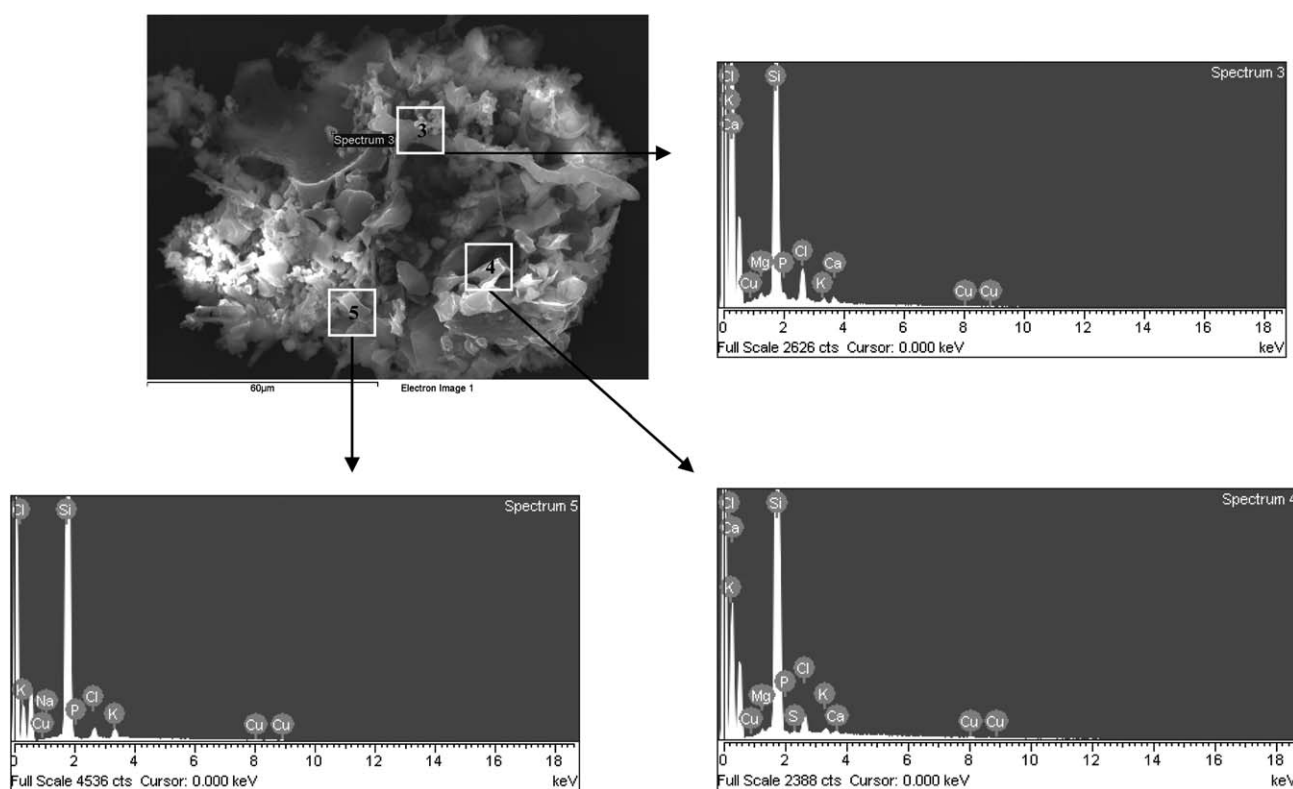 3
Spectrum 3
4
5
60µm Electron Image 1
Spectrum 3
Cl Si
K
Ca
Mg P Cl Ca
Cu K Cu Cu
0 2 4 6 8 10 12 14 16 18
Full Scale 2626 cts Cursor: 0.000 keV keV
Spectrum 5
Cl Si
K Na Cl
Cu P K Cu Cu
0 2 4 6 8 10 12 14 16 18
Full Scale 4536 cts Cursor: 0.000 keV keV
Spectrum 4
Cl Si
Ca
K Cl
Mg P K
Cu S Ca Cu Cu
0 2 4 6 8 10 12 14 16 18
Full Scale 2388 cts Cursor: 0.000 keV keV